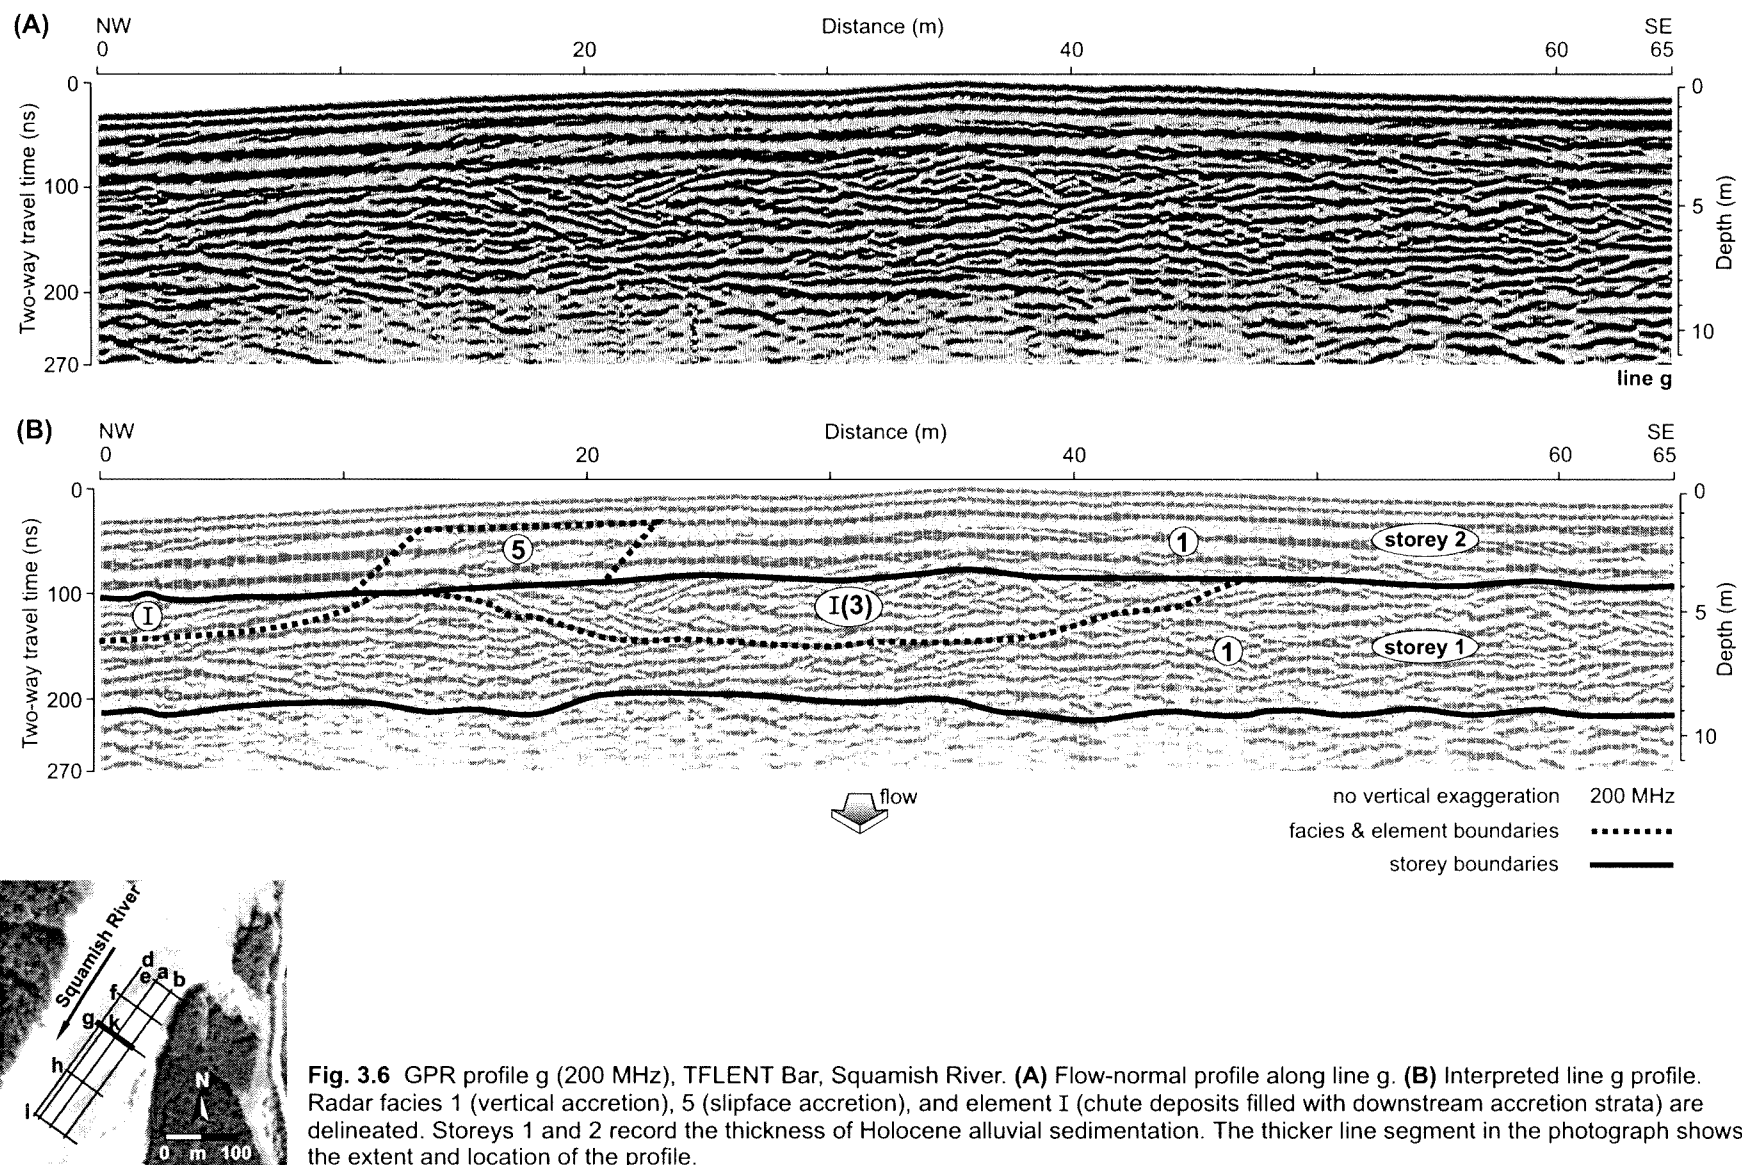 (A)
NW Distance (m) SE
0 20 40 60 65
Two-way travel time (ns)
0
100
200
270
Depth (m)
0
5
10
line g
(B)
NW Distance (m) SE
0 20 40 60 65
Two-way travel time (ns)
0
100
200
270
Depth (m)
0
5
10
5
1
storey 2
I
I(3)
1
storey 1
flow
no vertical exaggeration 200 MHz
facies & element boundaries
storey boundaries
Squamish River
d
e a b
f
g k
h
i
N
0 m 100
Fig. 3.6 GPR profile g (200 MHz), TFLENT Bar, Squamish River. (A) Flow-normal profile along line g. (B) Interpreted line g profile.
Radar facies 1 (vertical accretion), 5 (slipface accretion), and element I (chute deposits filled with downstream accretion strata) are
delineated. Storeys 1 and 2 record the thickness of Holocene alluvial sedimentation. The thicker line segment in the photograph shows
the extent and location of the profile.